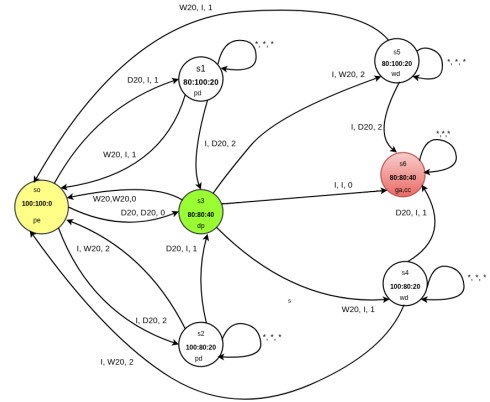 W20, I, 1
s1
80:100:20
pd
*, *, *
s5
80:100:20
wd
*, *, *
D20, I, 1
I, W20, 2
I, D20, 2
I, D20, 2
*,*,*
W20, I, 1
s6
80:80:40
ga,cc
so
100:100:0
pe
W20,W20,0
D20, D20, 0
s3
80:80:40
dp
I, I, 0
D20, I, 1
I, W20, 2
D20, I, 1
s4
100:80:20
wd
*, *, *
s
W20, I, 1
I, D20, 2
s2
100:80:20
pd
*, *, *
I, W20, 2